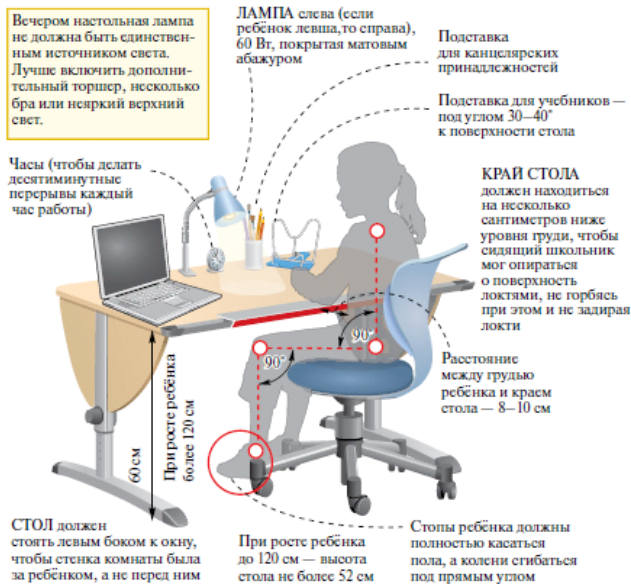 Вечером настольная лампа
не должна быть единствен-
ным источником света.
Лучше включить дополни-
тельный торшер, несколько
бра или неяркий верхний
свет.
ЛАМПА слева (если
ребёнок левша,то справа),
60 Вт, покрытая матовым
абажуром
Подставка
для канцелярских
принадлежностей
Подставка для учебников —
под углом 30–40°
к поверхности стола
Часы (чтобы делать
десятиминутные
перерывы каждый
час работы)
КРАЙ СТОЛА
должен находиться
на несколько
сантиметров ниже
уровня груди, чтобы
сидящий школьник
мог опираться
о поверхность
локтями, не горбясь
при этом и не задирая
локти
90°
90°
Расстояние
между грудью
ребёнка и краем
стола — 8–10 см
60 см
При росте ребёнка
более 120 см
СТОЛ должен
стоять левым боком к окну,
чтобы стенка комнаты была
за ребёнком, а не перед ним
При росте ребёнка
до 120 см — высота
стола не более 52 см
Стопы ребёнка должны
полностью касаться
пола, а колени сгибаться
под прямым углом